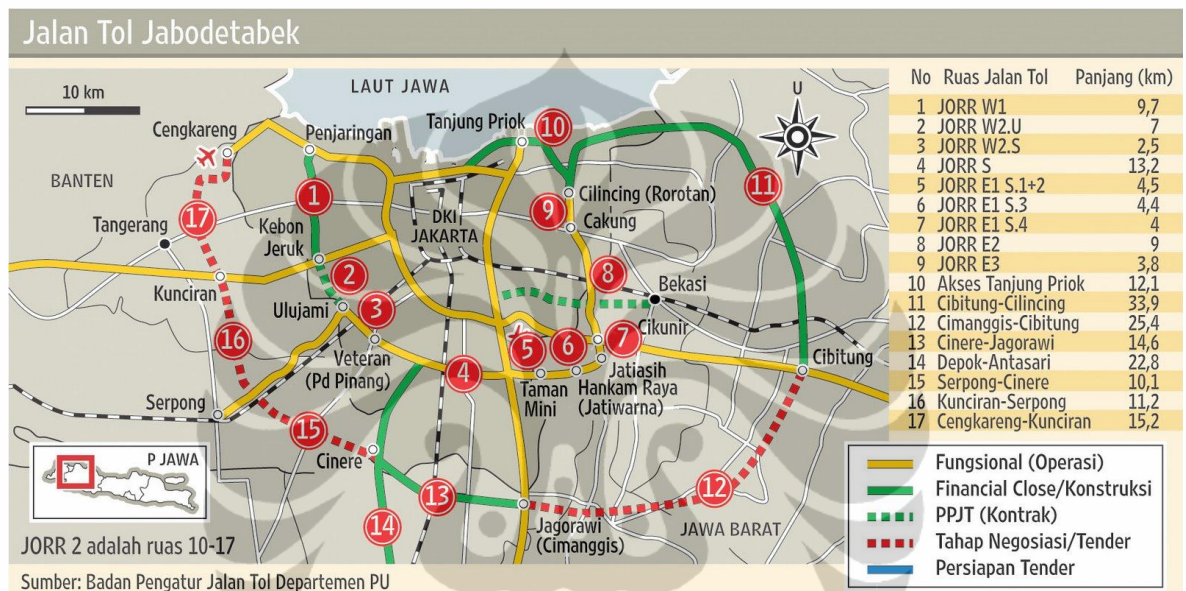 Jalan Tol Jabodetabek
10 km
LAUT JAWA
U
Cengkareng
Penjaringan
Tanjung Priok
10
BANTEN
17
1
Tangerang
Kebon
Jeruk
DKI
JAKARTA
9
Cilincing (Rorotan)
Cakung
11
Kunciran
2
Ulujami
3
8
Bekasi
16
Veteran
(Pd Pinang)
4
5
6
7
Cikunir
Taman
Mini
Jatiasih
Hankam Raya
(Jatiwarna)
Cibitung
Serpong
15
Cinere
13
14
12
Jagorawi
(Cimanggis)
JAWA BARAT
P JAWA
JORR 2 adalah ruas 10-17
Sumber: Badan Pengatur Jalan Tol Departemen PU
No Ruas Jalan Tol Panjang (km)
1 JORR W1 9,7
2 JORR W2.U 7
3 JORR W2.S 2,5
4 JORR S 13,2
5 JORR E1 S.1+2 4,5
6 JORR E1 S.3 4,4
7 JORR E1 S.4 4
8 JORR E2 9
9 JORR E3 3,8
10 Akses Tanjung Priok 12,1
11 Cibitung-Cilincing 33,9
12 Cimanggis-Cibitung 25,4
13 Cinere-Jagorawi 14,6
14 Depok-Antasari 22,8
15 Serpong-Cinere 10,1
16 Kunciran-Serpong 11,2
17 Cengkareng-Kunciran 15,2
Fungsional (Operasi)
Financial Close/Konstruksi
PPJT (Kontrak)
Tahap Negosiasi/Tender
Persiapan Tender